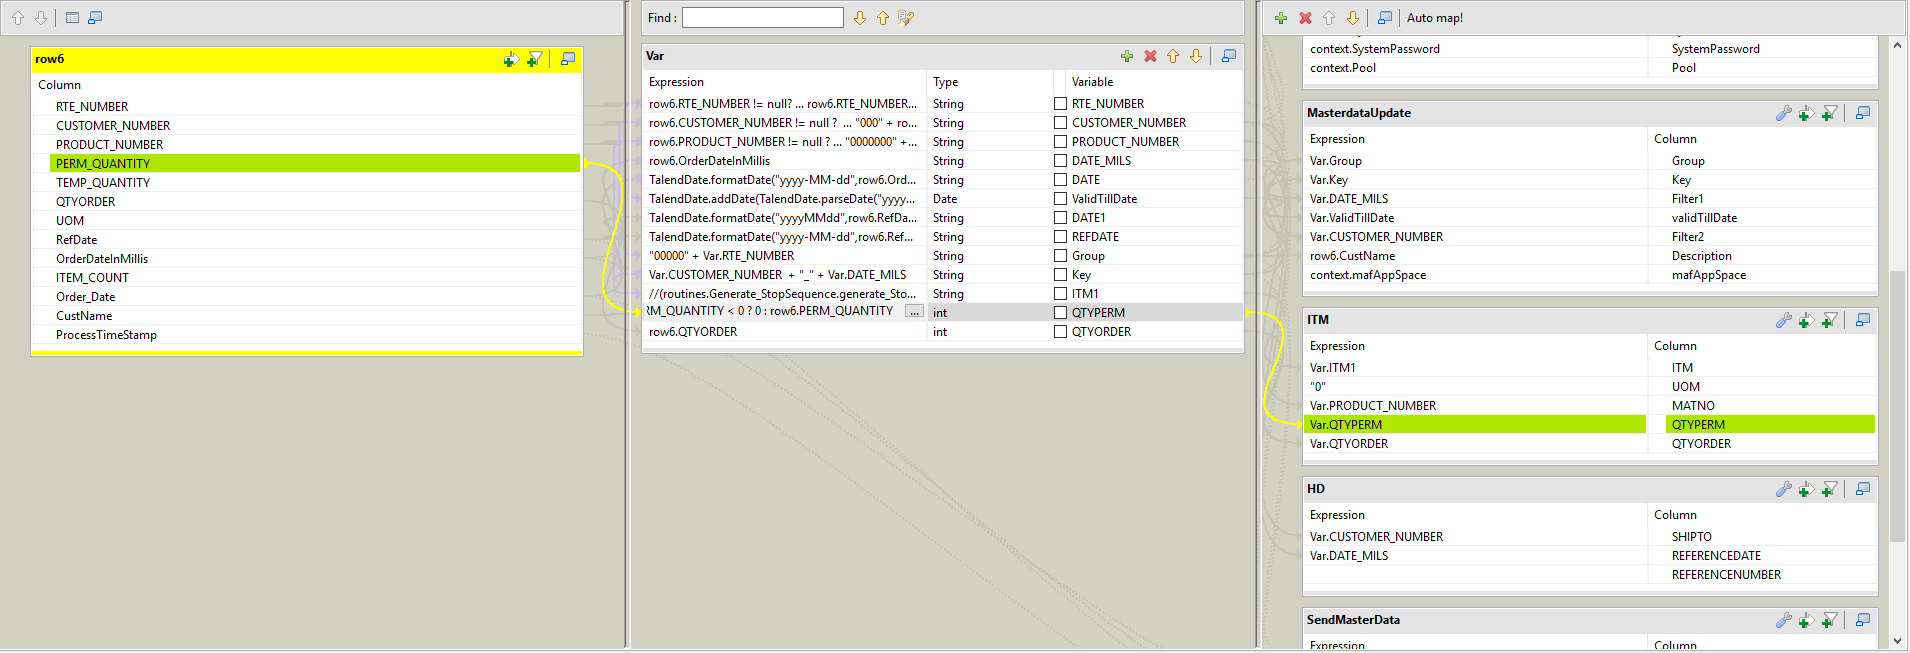 row6
Column
RTE_NUMBER
CUSTOMER_NUMBER
PRODUCT_NUMBER
PERM_QUANTITY
TEMP_QUANTITY
QTYORDER
UOM
RefDate
OrderDateInMillis
ITEM_COUNT
Order_Date
CustName
ProcessTimeStamp
Find :
Var
Expression Type Variable
row6.RTE_NUMBER != null? ... row6.RTE_NUMBER... String RTE_NUMBER
row6.CUSTOMER_NUMBER != null ? ... "000" + ro... String CUSTOMER_NUMBER
row6.PRODUCT_NUMBER != null ? ... "0000000" +... String PRODUCT_NUMBER
row6.OrderDateInMillis String DATE_MILS
TalendDate.formatDate("yyyy-MM-dd",row6.Ord... String DATE
TalendDate.addDate(TalendDate.parseDate("yyyy... Date ValidTillDate
TalendDate.formatDate("yyyyMMdd",row6.RefDa... String DATE1
TalendDate.formatDate("yyyy-MM-dd",row6.Ref... String REFDATE
"00000" + Var.RTE_NUMBER String Group
Var.CUSTOMER_NUMBER + "_" + Var.DATE_MILS String Key
//(routines.Generate_StopSequence.generate_Sto... String ITM1
RM_QUANTITY < 0 ? 0 : row6.PERM_QUANTITY ... int QTYPERM
row6.QTYORDER int QTYORDER
Auto map!
context.SystemPassword SystemPassword
context.Pool Pool
MasterdataUpdate
Expression Column
Var.Group Group
Var.Key Key
Var.DATE_MILS Filter1
Var.ValidTillDate validTillDate
Var.CUSTOMER_NUMBER Filter2
row6.CustName Description
context.mafAppSpace mafAppSpace
ITM
Expression Column
Var.ITM1 ITM
"0" UOM
Var.PRODUCT_NUMBER MATNO
Var.QTYPERM QTYPERM
Var.QTYORDER QTYORDER
HD
Expression Column
Var.CUSTOMER_NUMBER SHIPTO
Var.DATE_MILS REFERENCEDATE
REFERENCENUMBER
SendMasterData
Expression Column